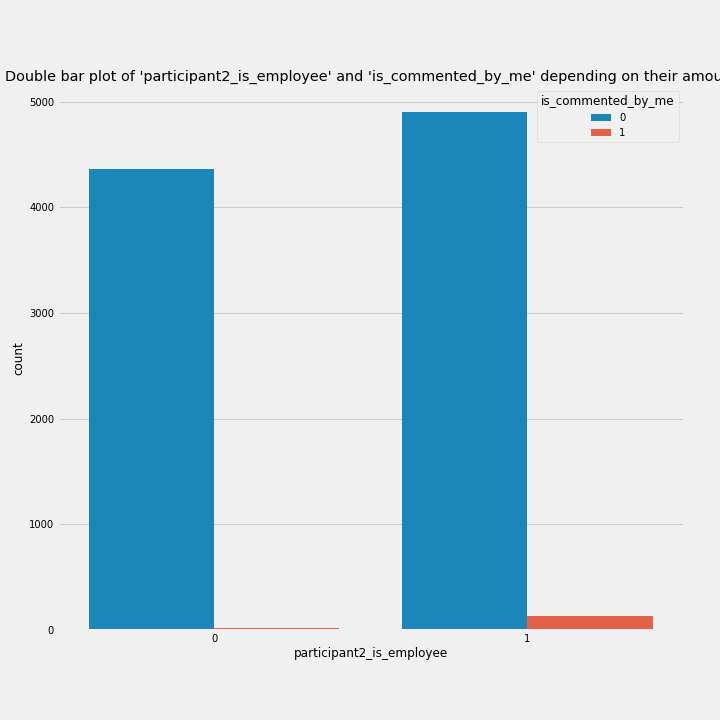 Double bar plot of 'participant2_is_employee' and 'is_commented_by_me' depending on their
is_commented_by_me
0
1
5000
4000
3000
2000
1000
0
count
0 1
participant2_is_employee